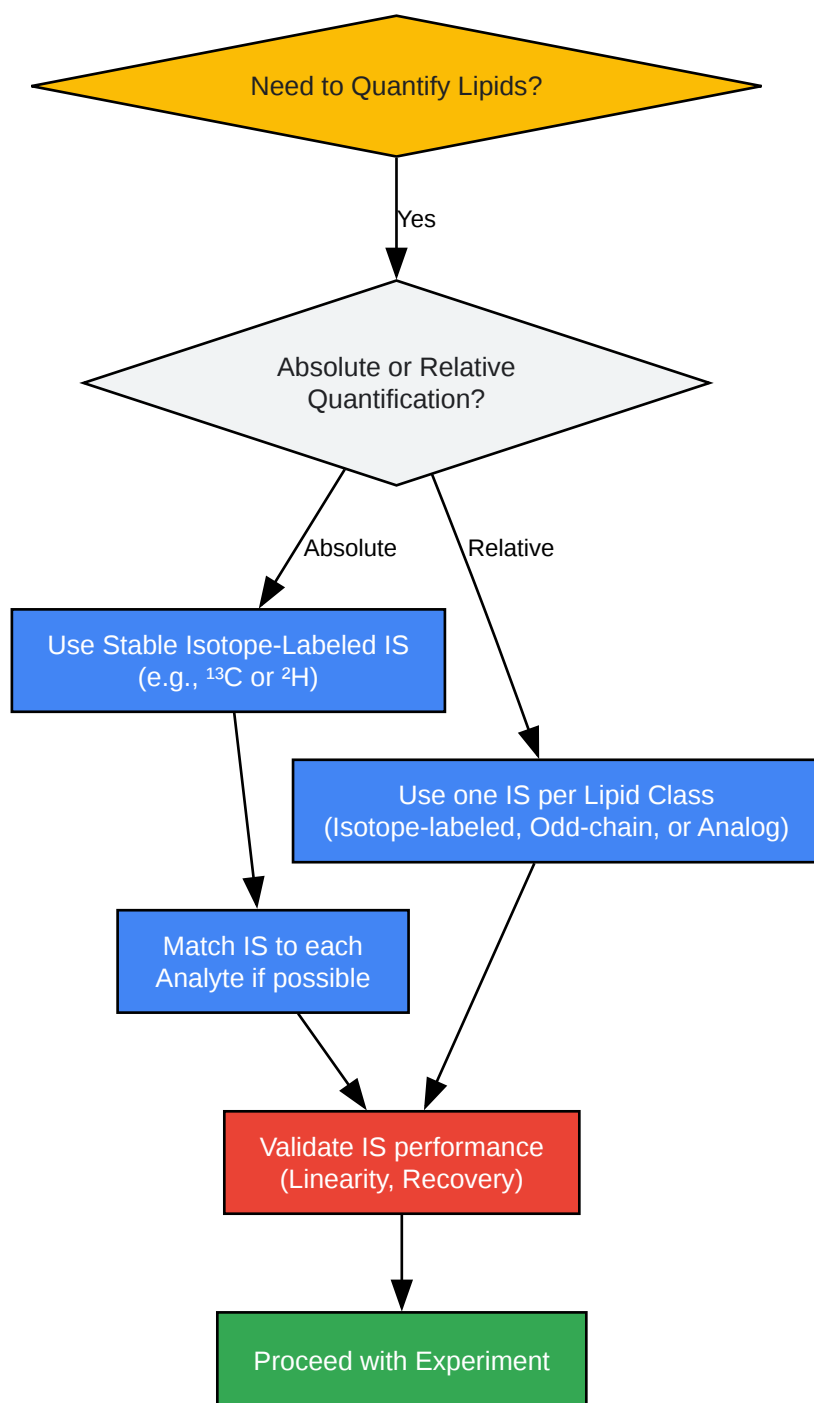 Need to Quantify Lipids?
Yes
Absolute or Relative
Quantification?
Absolute
Relative
Use Stable Isotope-Labeled IS
(e.g., ¹³C or ²H)
Use one IS per Lipid Class
(Isotope-labeled, Odd-chain, or Analog)
Match IS to each
Analyte if possible
Validate IS performance
(Linearity, Recovery)
Proceed with Experiment